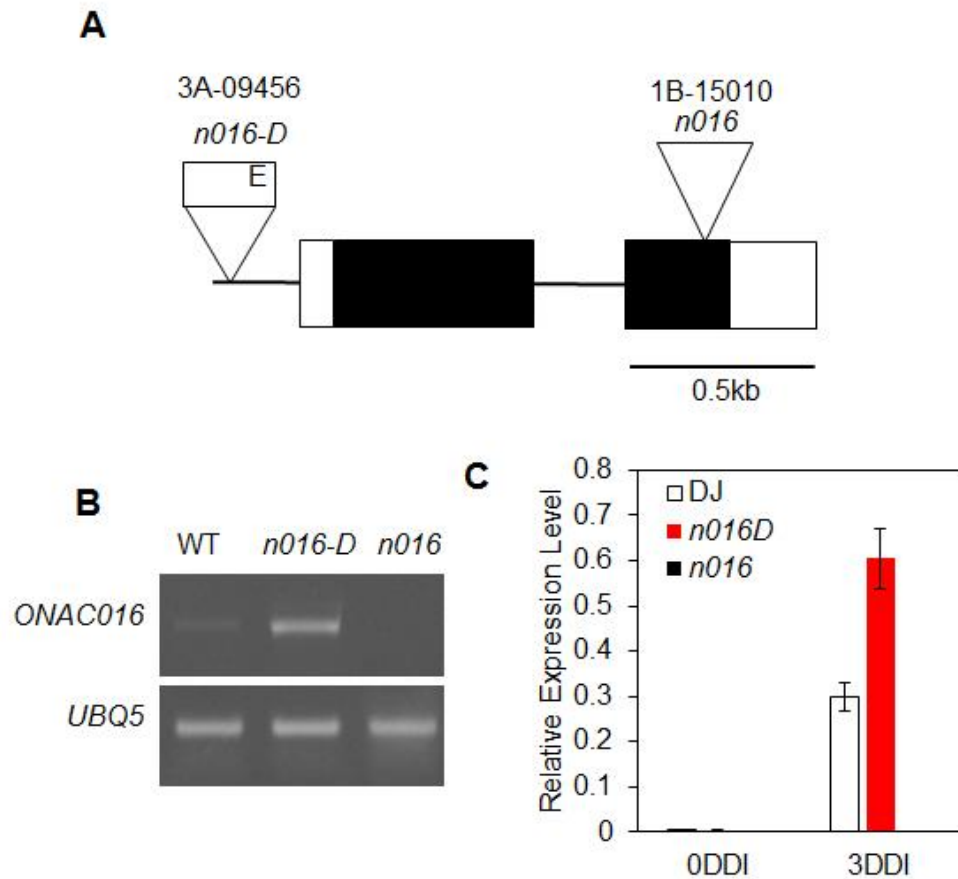 A
3A-09456
n016-D
E
1B-15010
n016
0.5kb
B
WT n016-D n016
ONAC016
UBQ5
C
Relative Expression Level
0.8
0.7
0.6
0.5
0.4
0.3
0.2
0.1
0
DJ
n016D
n016
0DDI 3DDI